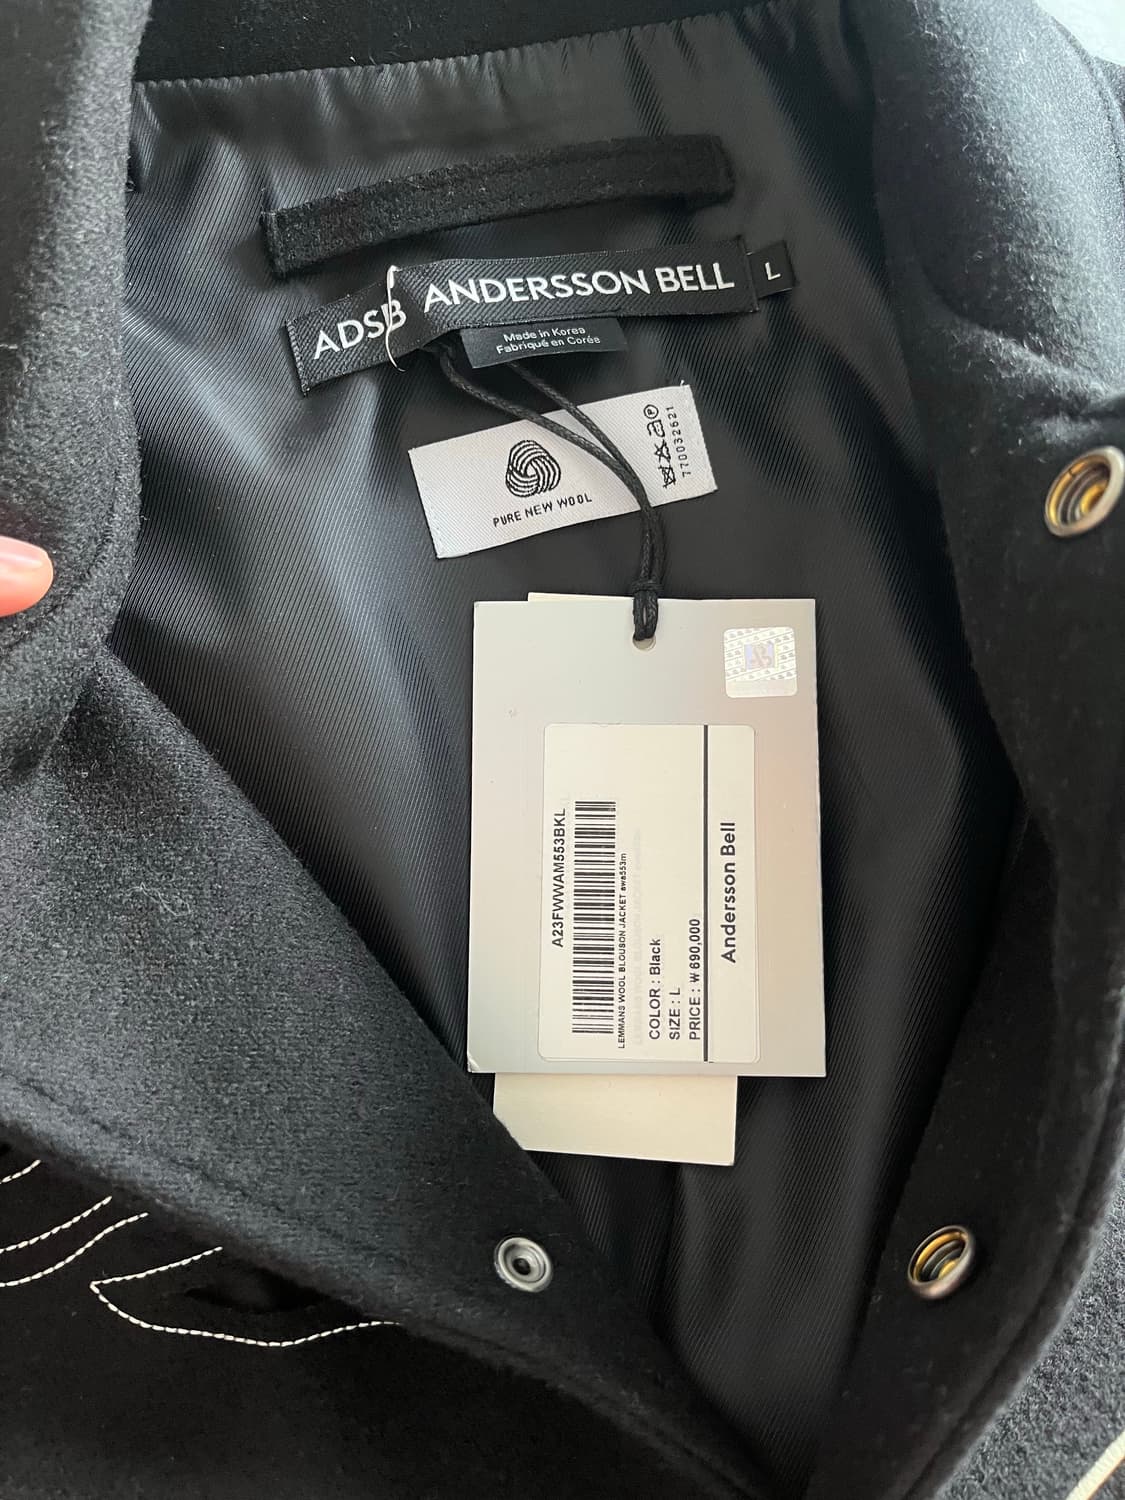 ADSB
ANDERSSON BELL
L
Made in Korea
Fabriqué en Corée
PURE NEW WOOL
770032621
A23FWWAM553BKL
LEMMANS WOOL BLOUSON JACKET awa553m
COLOR : Black
SIZE : L
PRICE : ₩ 690,000
Andersson Bell